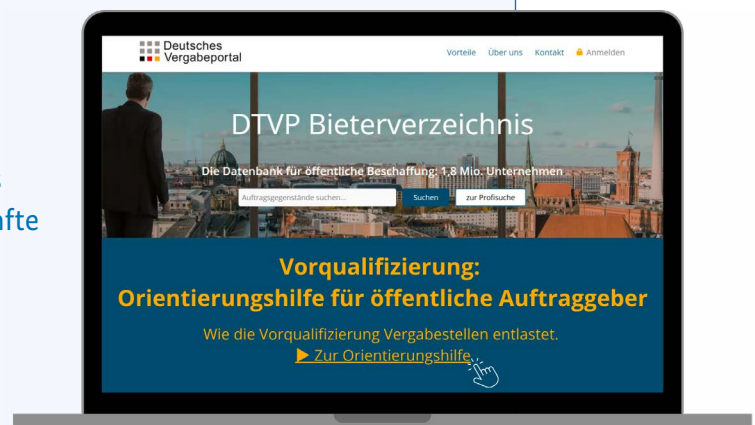 Deutsches
Vergabeportal
Vorteile Über uns Kontakt Anmelden
DTVP Bieterverzeichnis
Die Datenbank für öffentliche Beschaffung: 1,8 Mio. Unternehmen
Auftragsgegenstände suchen... Suchen zur Profisuche
Vorqualifizierung:
Orientierungshilfe für öffentliche Auftraggeber
Wie die Vorqualifizierung Vergabestellen entlastet.
▶ Zur Orientierungshilfe